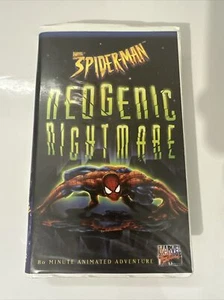 SPIDER-MAN
NEOGENIC
NIGHTMARE
MINUTE ANIMATED ADVENTURE